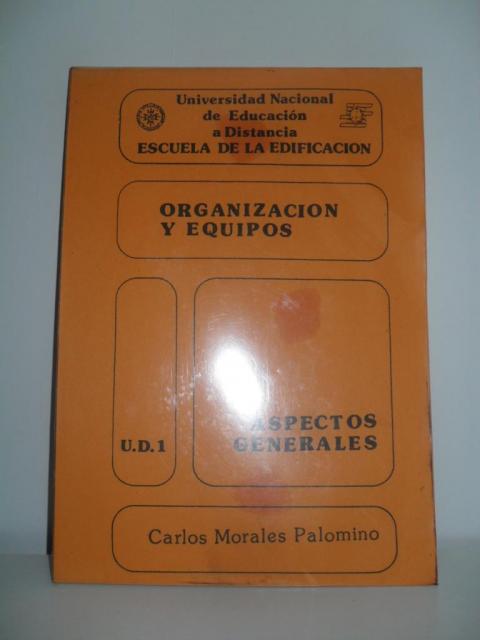 Universidad Nacional
de Educación
a Distancia
ESCUELA DE LA EDIFICACION
ORGANIZACION
Y EQUIPOS
U.D.1
ASPECTOS
GENERALES
Carlos Morales Palomino